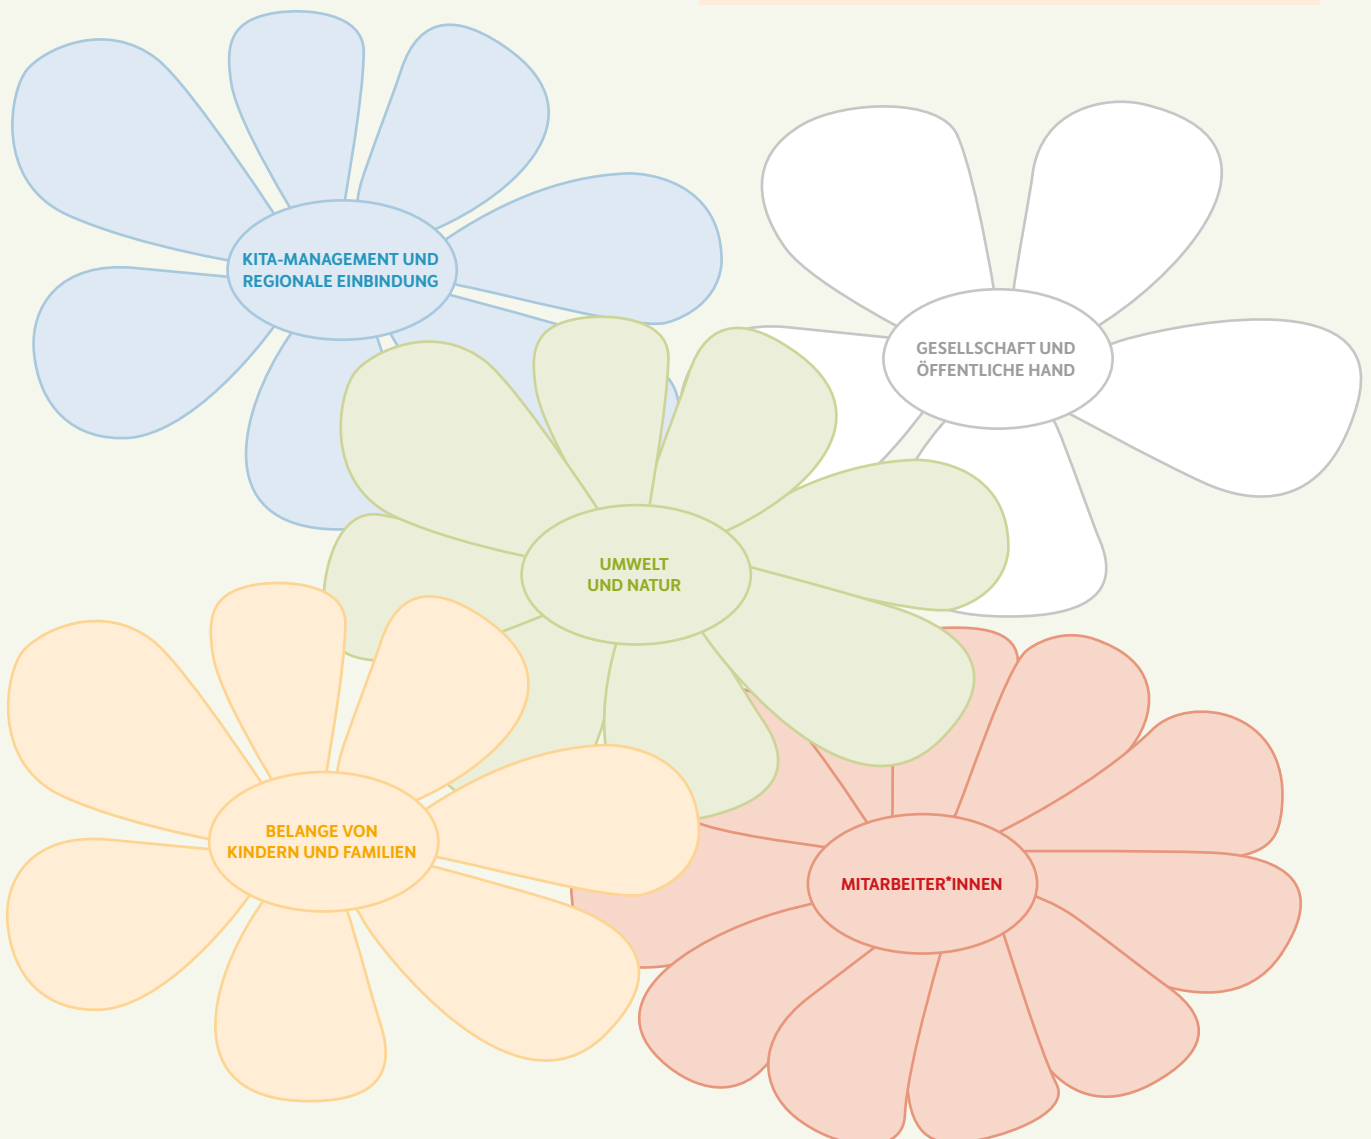 KITA-MANAGEMENT UND
REGIONALE EINBINDUNG
GESELLSCHAFT UND
ÖFFENTLICHE HAND
UMWELT
UND NATUR
BELANGE VON
KINDERN UND FAMILIEN
MITARBEITER*INNEN